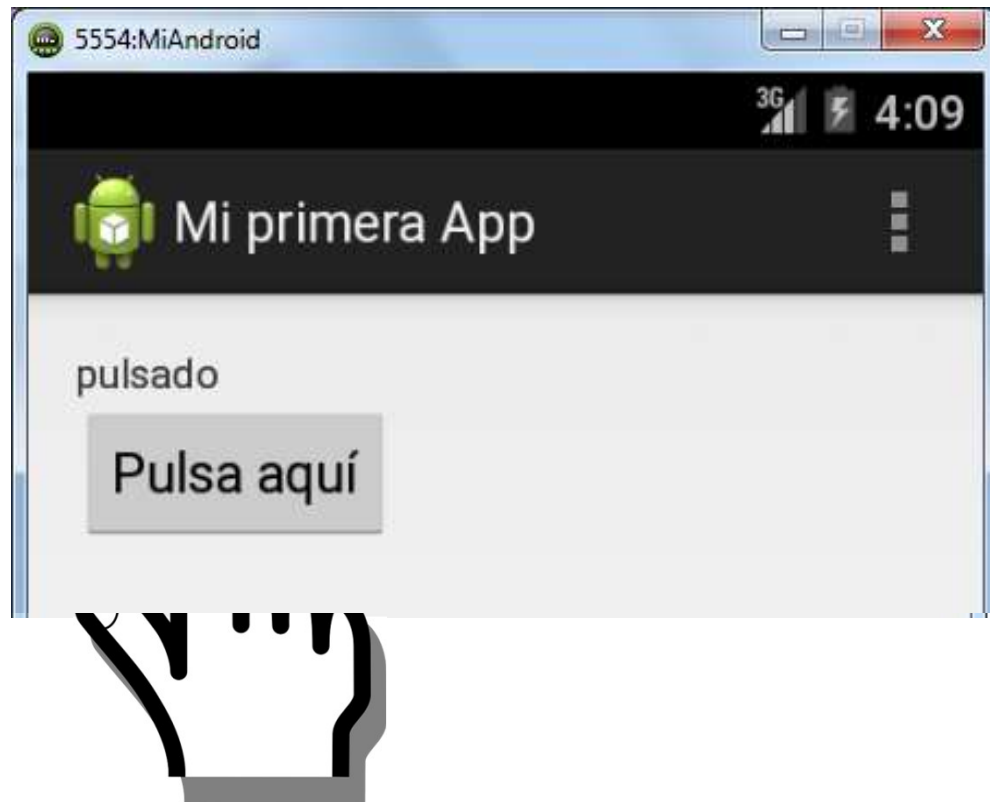 5554:MiAndroid
3G 4:09
Mi primera App
pulsado
Pulsa aquí